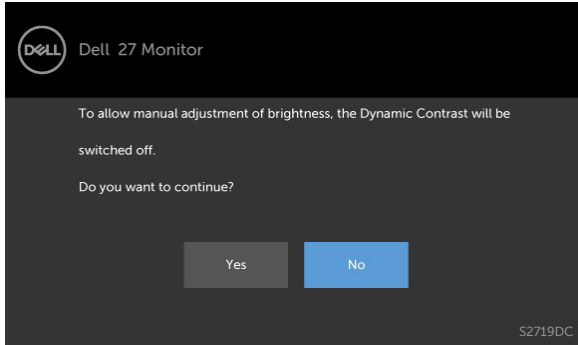 DELL
Dell 27 Monitor
To allow manual adjustment of brightness, the Dynamic Contrast will be
switched off.
Do you want to continue?
Yes
No
S2719DC